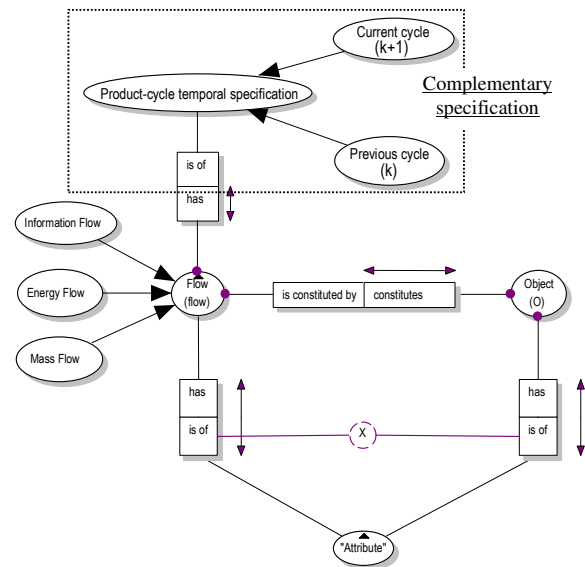 Current cycle
(k+1)
Complementary
specification
Product-cycle temporal specification
Previous cycle
(k)
is of
has
Information Flow
Energy Flow
Mass Flow
Flow
(flow)
is constituted by
constitutes
Object
(O)
has
is of
has
is of
X
"Attribute"